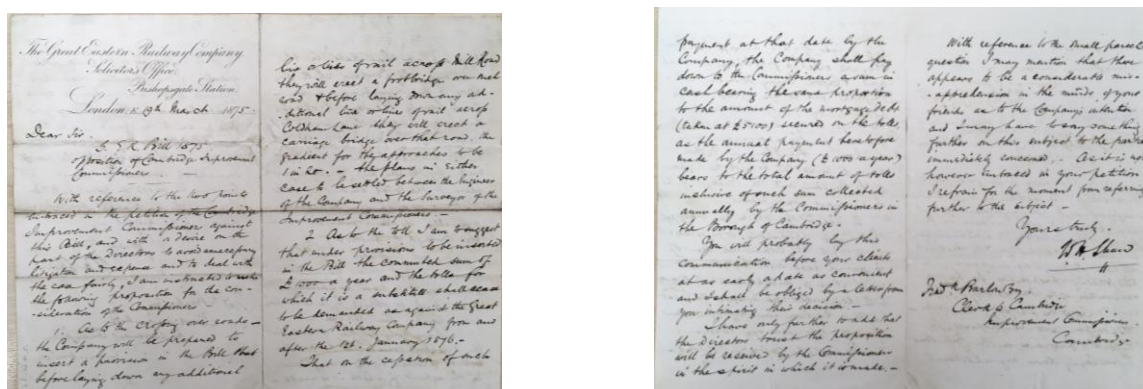 The Great Eastern Railway Company
Solicitor's Office
Bishopsgate Station
London, 19th March 1875
Dear Sir,
G. E. R. Bill 1875
opposition of Cambridge Improvement
Commissioners
With reference to the two points
embraced in the petition of the Cambridge
Improvement Commissioners against
this Bill, and with a desire on the
part of the Directors to avoid unnecessary
litigation and expense and to deal with
the case fairly, I am instructed to make
the following proposition for the con-
sideration of the Commissioners
1. As to the crossing over roads—
the Company will be prepared to
insert a provision in the Bill that
before laying down any additional
line or lines of rail across Mill Road
they will erect a footbridge over such
road & before laying down any ad-
ditional line or lines of rail across
Coldham Lane they will erect a
carriage bridge over that road, the
gradient for the approaches to be
1 in 20. — the plans in either
case to be settled between the Engineer
of the Company and the Surveyor of the
Improvement Commissioners. —
2 As to the toll I am to suggest
that under provisions to be inserted
in the Bill the commuted sum of
£1000 a year and the tolls for
which it is a substitute shall cease
to be demanded as against the Great
Eastern Railway Company from and
after the 1st. January 1876.—
That on the cessation of such
payment at that date by the
Company, the Company shall pay
down to the Commissioners a sum in
cash bearing the same proportion
to the amount of the mortgage debt
(taken at £5100) secured on the tolls,
as the annual payment heretofore
made by the Company (£1000 a year)
bears to the total amount of tolls
inclusive of such sum collected
annually by the Commissioners in
the Borough of Cambridge.
You will probably lay this
communication before your clients
at as early a date as convenient
and I shall be obliged by a letter from
you intimating their decision —
I have only further to add that
the Directors trust the proposition
will be received by the Commissioners
in the spirit in which it is made. —
With reference to the small parcels
question I may mention that there
appears to be a considerable mis-
-apprehension in the minds of your
friends as to the Company's attention
and I may have to say something
further on this subject to the parties
immediately concerned. As it is not
however embraced in your petition
I refrain for the moment from referring
further to the subject —
Yours truly,
W. H. Shaw
Fred. Barlow Esq.
Clerk to Cambridge
Improvement Commissioners
Cambridge